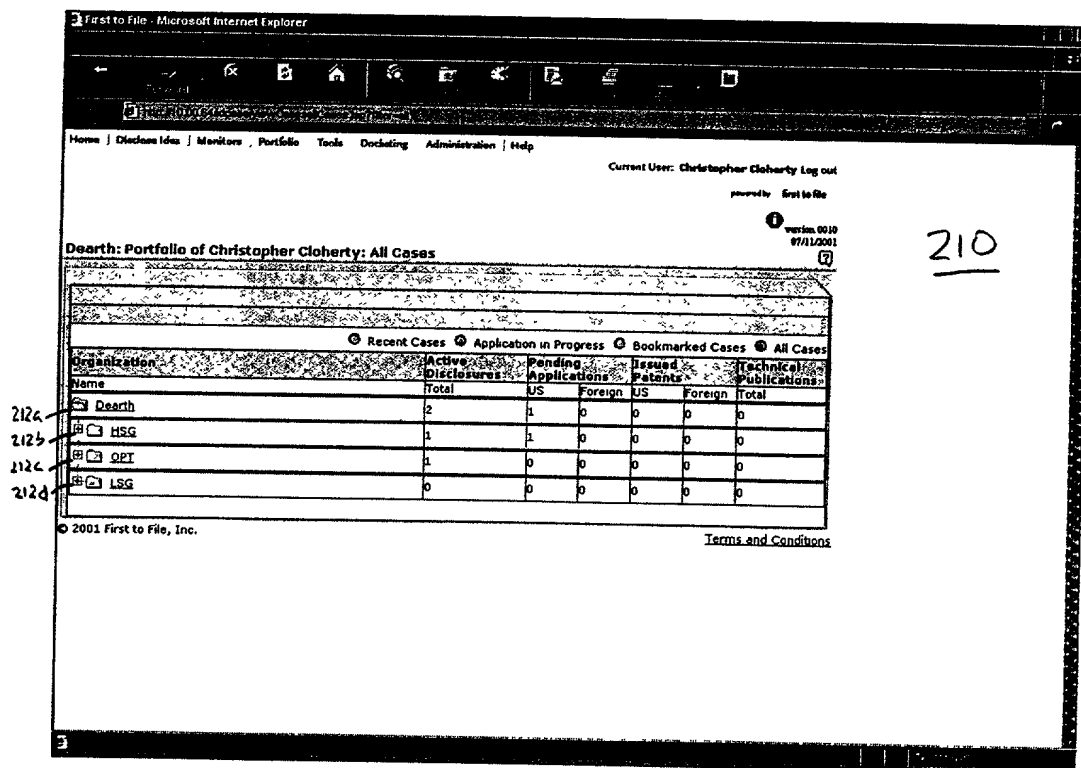 First to File - Microsoft Internet Explorer
Home | Disclose Idea | Monitors Portfolio Tools Docketing Administration | Help
Current User: Christopher Cloherty Log out
powered by first to file
version 0010
07/11/2001
210
Dearth: Portfolio of Christopher Cloherty: All Cases
Recent Cases Application in Progress Bookmarked Cases All Cases
Organization Active Disclosures Pending Applications Issued Patents Technical Publications
Name Total US Foreign US Foreign Total
212a Dearth 2 1 0 0 0 0
212b HSG 1 1 0 0 0 0
212c OPT 1 0 0 0 0 0
212d LSG 0 0 0 0 0 0
© 2001 First to File, Inc.
Terms and Conditions